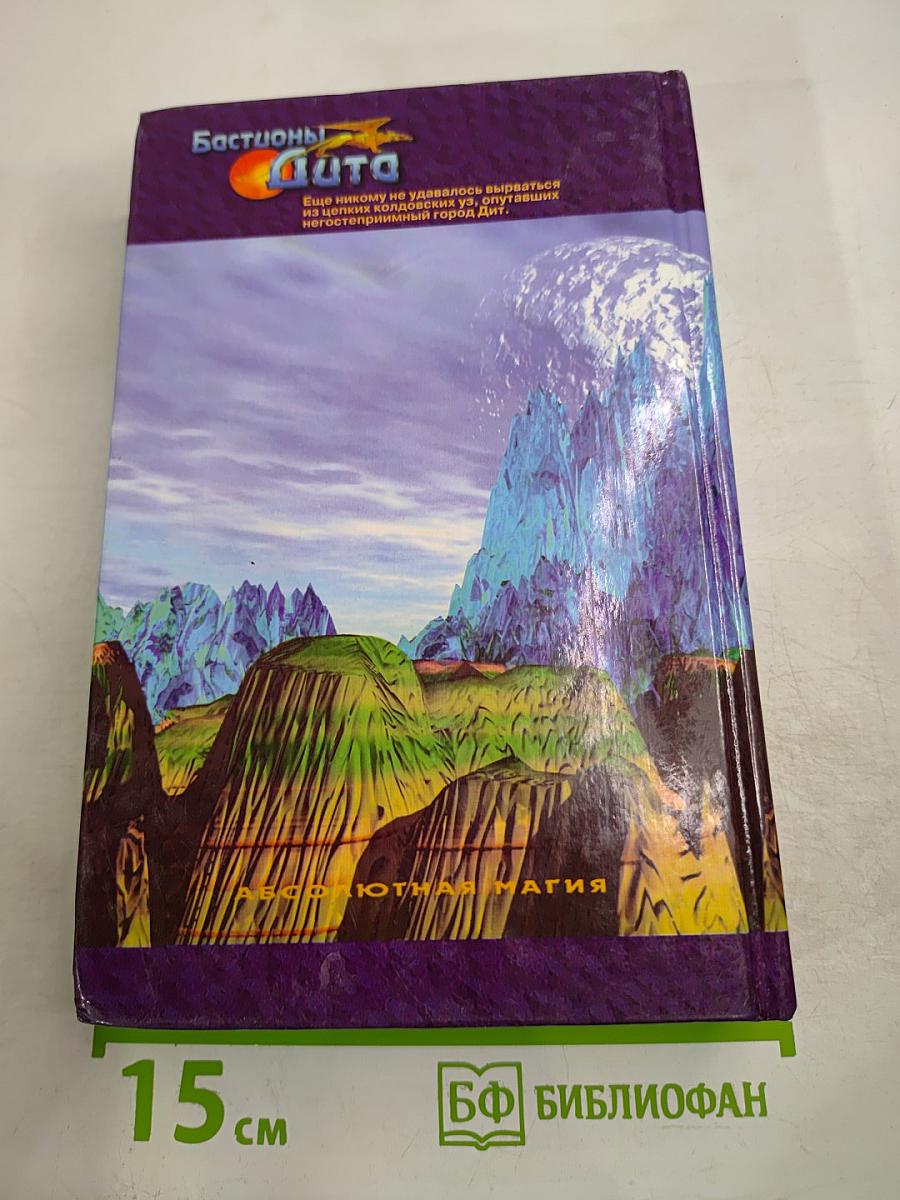 Бастионы
Дита
Еще никому не удавалось вырваться
из цепких колдовских уз, опутавших
негостеприимный город Дит.
АБСОЛЮТНАЯ МАГИЯ
15 см
БФ БИБЛИОФАН